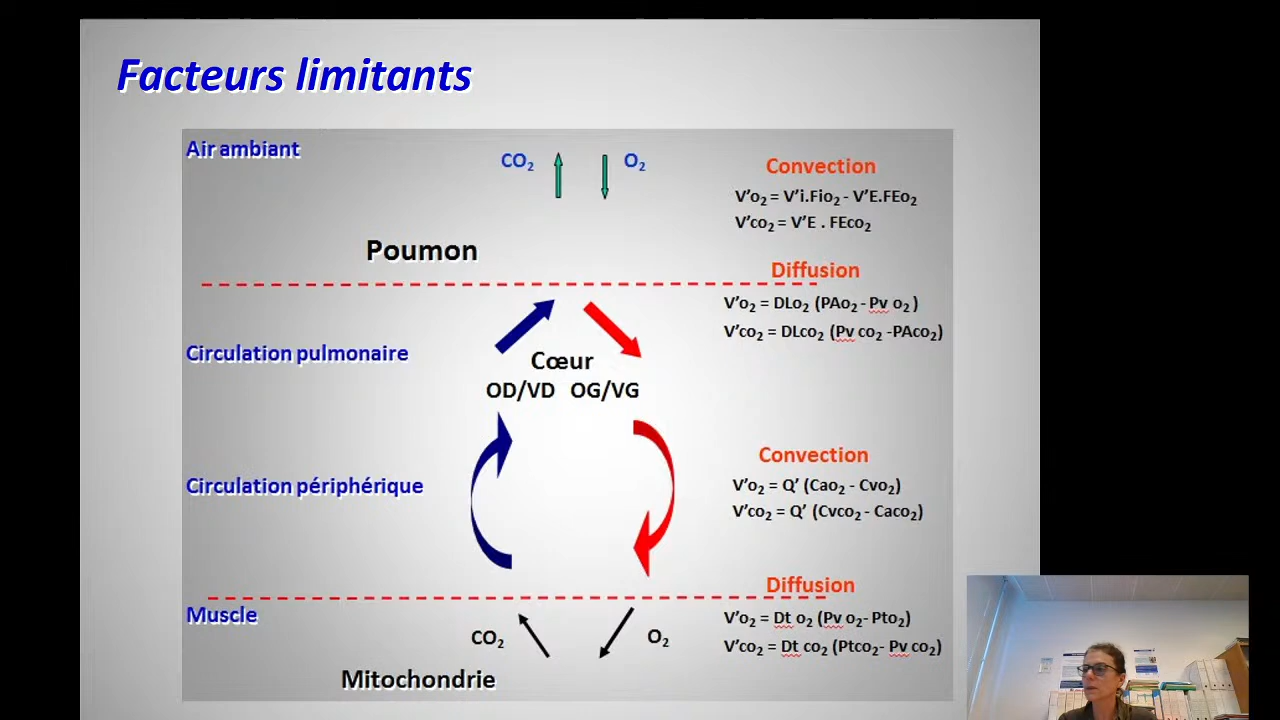 Facteurs limitants
Air ambiant
CO₂ O₂
Convection
V'o₂ = V'i.Fio₂ - V'E.FEo₂
V'co₂ = V'E . FEco₂
Poumon
Diffusion
V'o₂ = DLo₂ (PAo₂ - Pv o₂ )
V'co₂ = DLco₂ (Pv co₂ -PAco₂)
Circulation pulmonaire
Cœur
OD/VD OG/VG
Convection
Circulation périphérique
V'o₂ = Q' (Cao₂ - Cvo₂)
V'co₂ = Q' (Cvco₂ - Caco₂)
Diffusion
Muscle
V'o₂ = Dt o₂ (Pv o₂- Pto₂)
CO₂ O₂
V'co₂ = Dt co₂ (Ptco₂- Pv co₂)
Mitochondrie